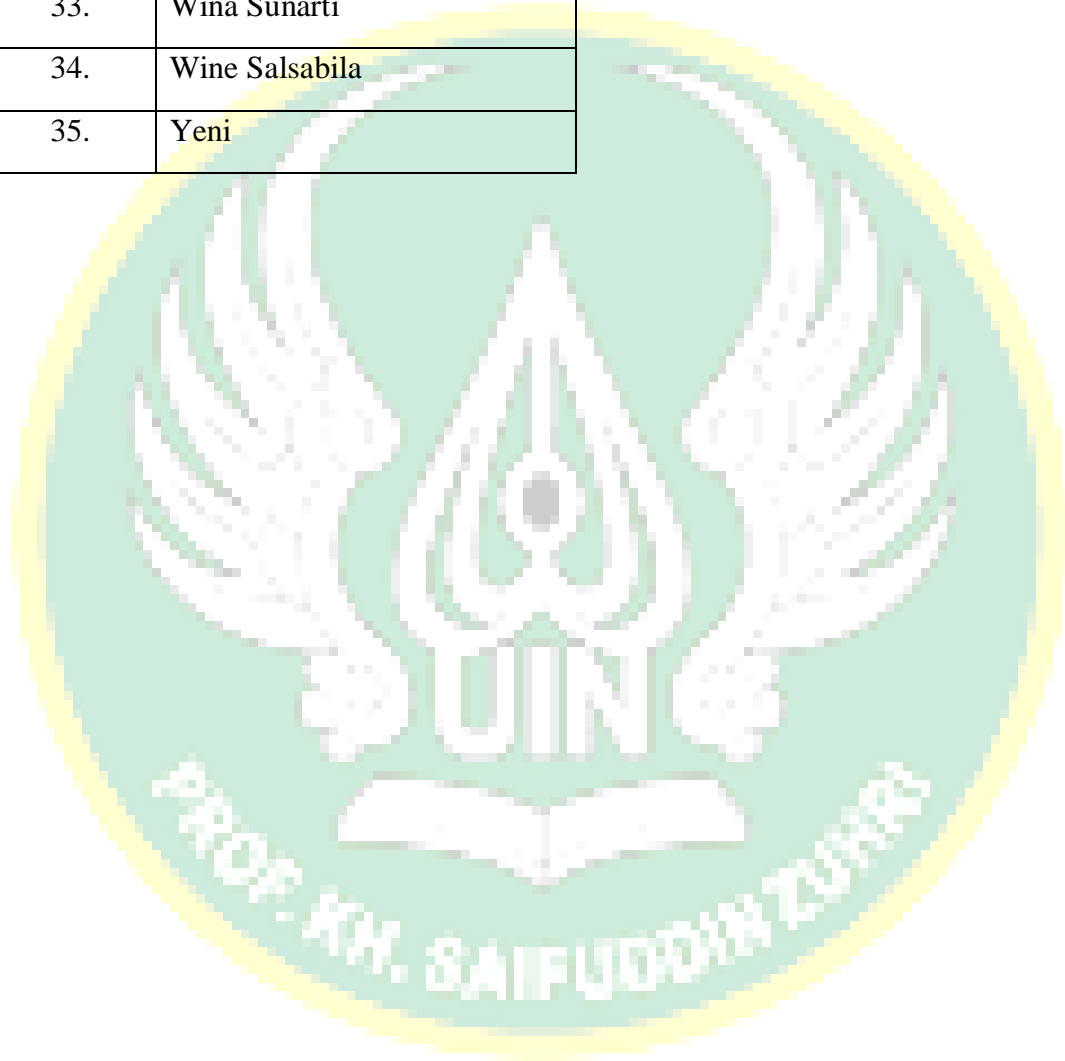 33. Wina Sunarti
34. Wine Salsabila
35. Yeni
UIN
PROF. KH. SAIFUDDIN ZUHRI